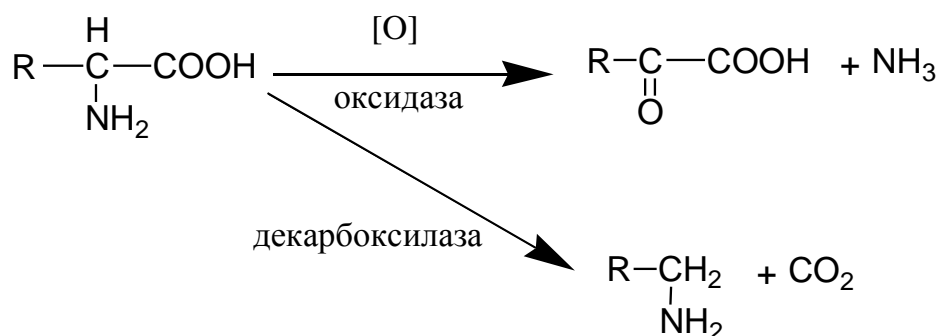 H
R—C—COOH
NH₂
[O]
оксидаза
R—C—COOH + NH₃
O
декарбоксилаза
R—CH₂ + CO₂
NH₂